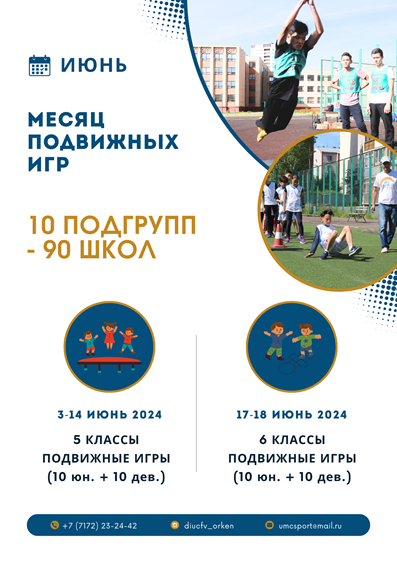 ИЮНЬ
МЕСЯЦ
ПОДВИЖНЫХ
ИГР
10 ПОДГРУПП
- 90 ШКОЛ
3-14 ИЮНЬ 2024
5 КЛАССЫ
ПОДВИЖНЫЕ ИГРЫ
(10 юн. + 10 дев.)
17-18 ИЮНЬ 2024
6 КЛАССЫ
ПОДВИЖНЫЕ ИГРЫ
(10 юн. + 10 дев.)
+7 (7172) 23-24-42
diucfv_orken
umcsport@mail.ru